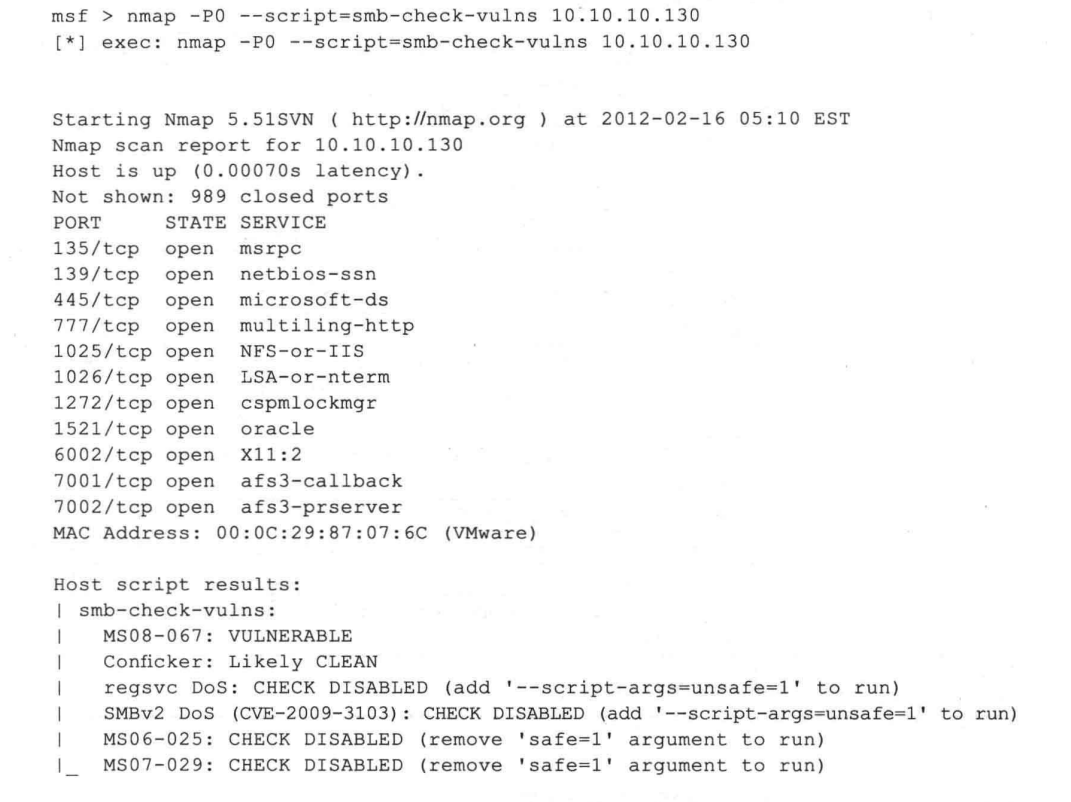 msf > nmap -P0 --script=smb-check-vulns 10.10.10.130
[*] exec: nmap -P0 --script=smb-check-vulns 10.10.10.130
Starting Nmap 5.51SVN ( http://nmap.org ) at 2012-02-16 05:10 EST
Nmap scan report for 10.10.10.130
Host is up (0.00070s latency).
Not shown: 989 closed ports
PORT STATE SERVICE
135/tcp open msrpc
139/tcp open netbios-ssn
445/tcp open microsoft-ds
777/tcp open multiling-http
1025/tcp open NFS-or-IIS
1026/tcp open LSA-or-nterm
1272/tcp open cspmlockmgr
1521/tcp open oracle
6002/tcp open X11:2
7001/tcp open afs3-callback
7002/tcp open afs3-prserver
MAC Address: 00:0C:29:87:07:6C (VMware)
Host script results:
| smb-check-vulns:
| MS08-067: VULNERABLE
| Conficker: Likely CLEAN
| regsvc DoS: CHECK DISABLED (add '--script-args=unsafe=1' to run)
| SMBv2 DoS (CVE-2009-3103): CHECK DISABLED (add '--script-args=unsafe=1' to run)
| MS06-025: CHECK DISABLED (remove 'safe=1' argument to run)
|_ MS07-029: CHECK DISABLED (remove 'safe=1' argument to run)